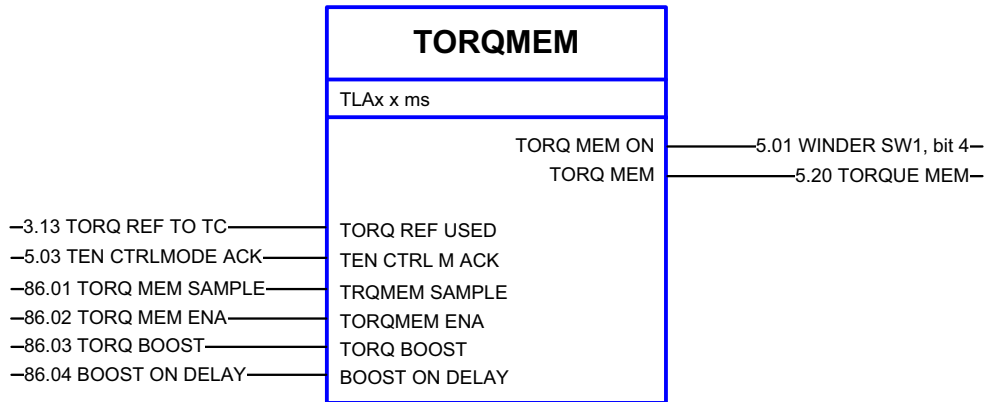 TORQMEM
TLAx x ms
TORQ MEM ON 5.01 WINDER SW1, bit 4
TORQ MEM 5.20 TORQUE MEM
3.13 TORQ REF TO TC TORQ REF USED
5.03 TEN CTRLMODE ACK TEN CTRL M ACK
86.01 TORQ MEM SAMPLE TRQMEM SAMPLE
86.02 TORQ MEM ENA TORQMEM ENA
86.03 TORQ BOOST TORQ BOOST
86.04 BOOST ON DELAY BOOST ON DELAY